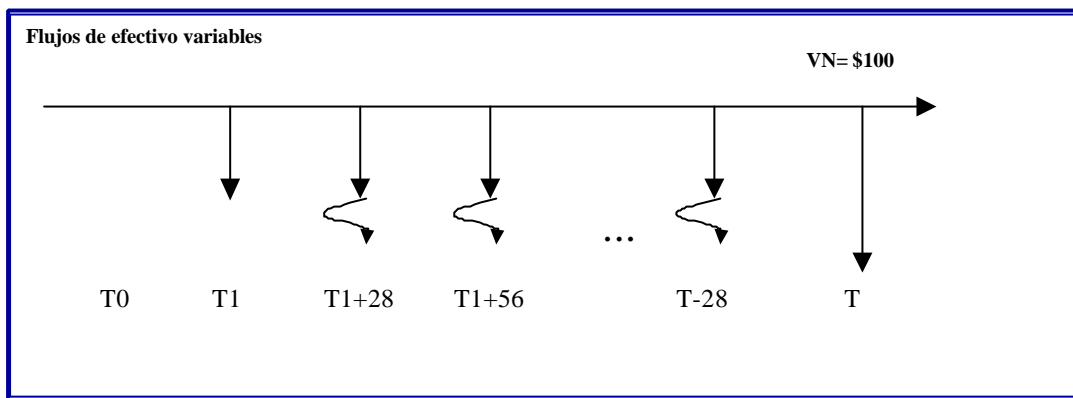 Flujos de efectivo variables
VN= $100
...
T0 T1 T1+28 T1+56 T-28 T